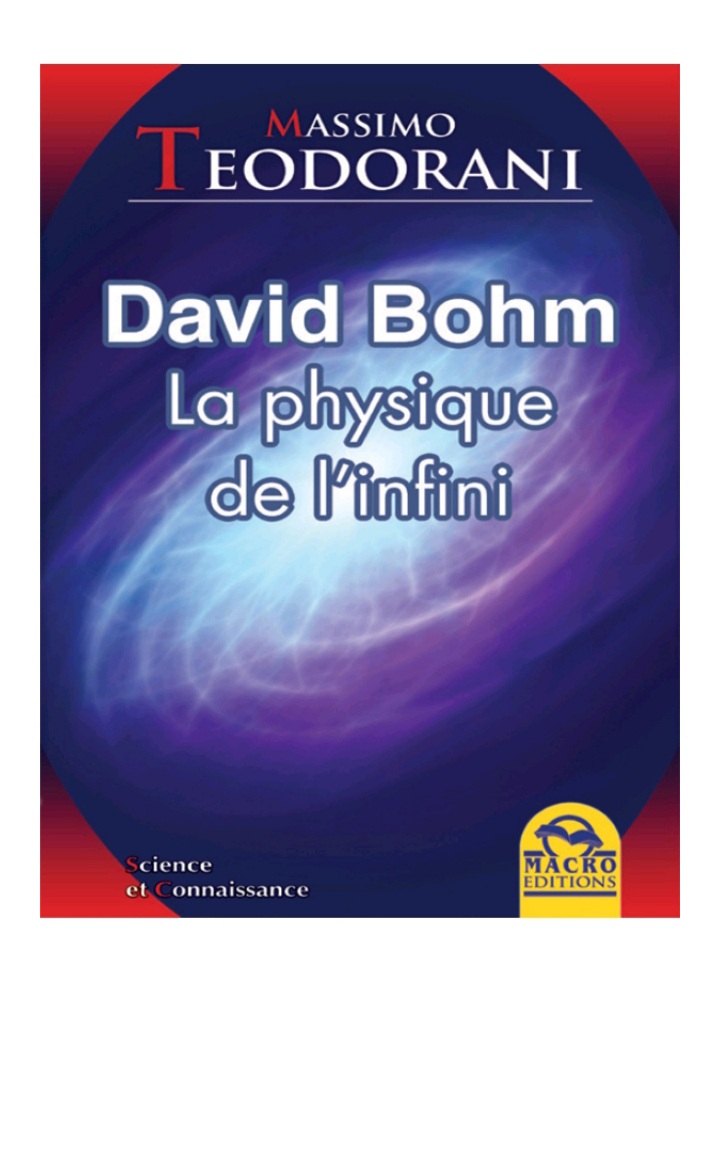 MASSIMO
TEODORANI
David Bohm
La physique
de l'infini
Science
et Connaissance
MACRO
EDITIONS